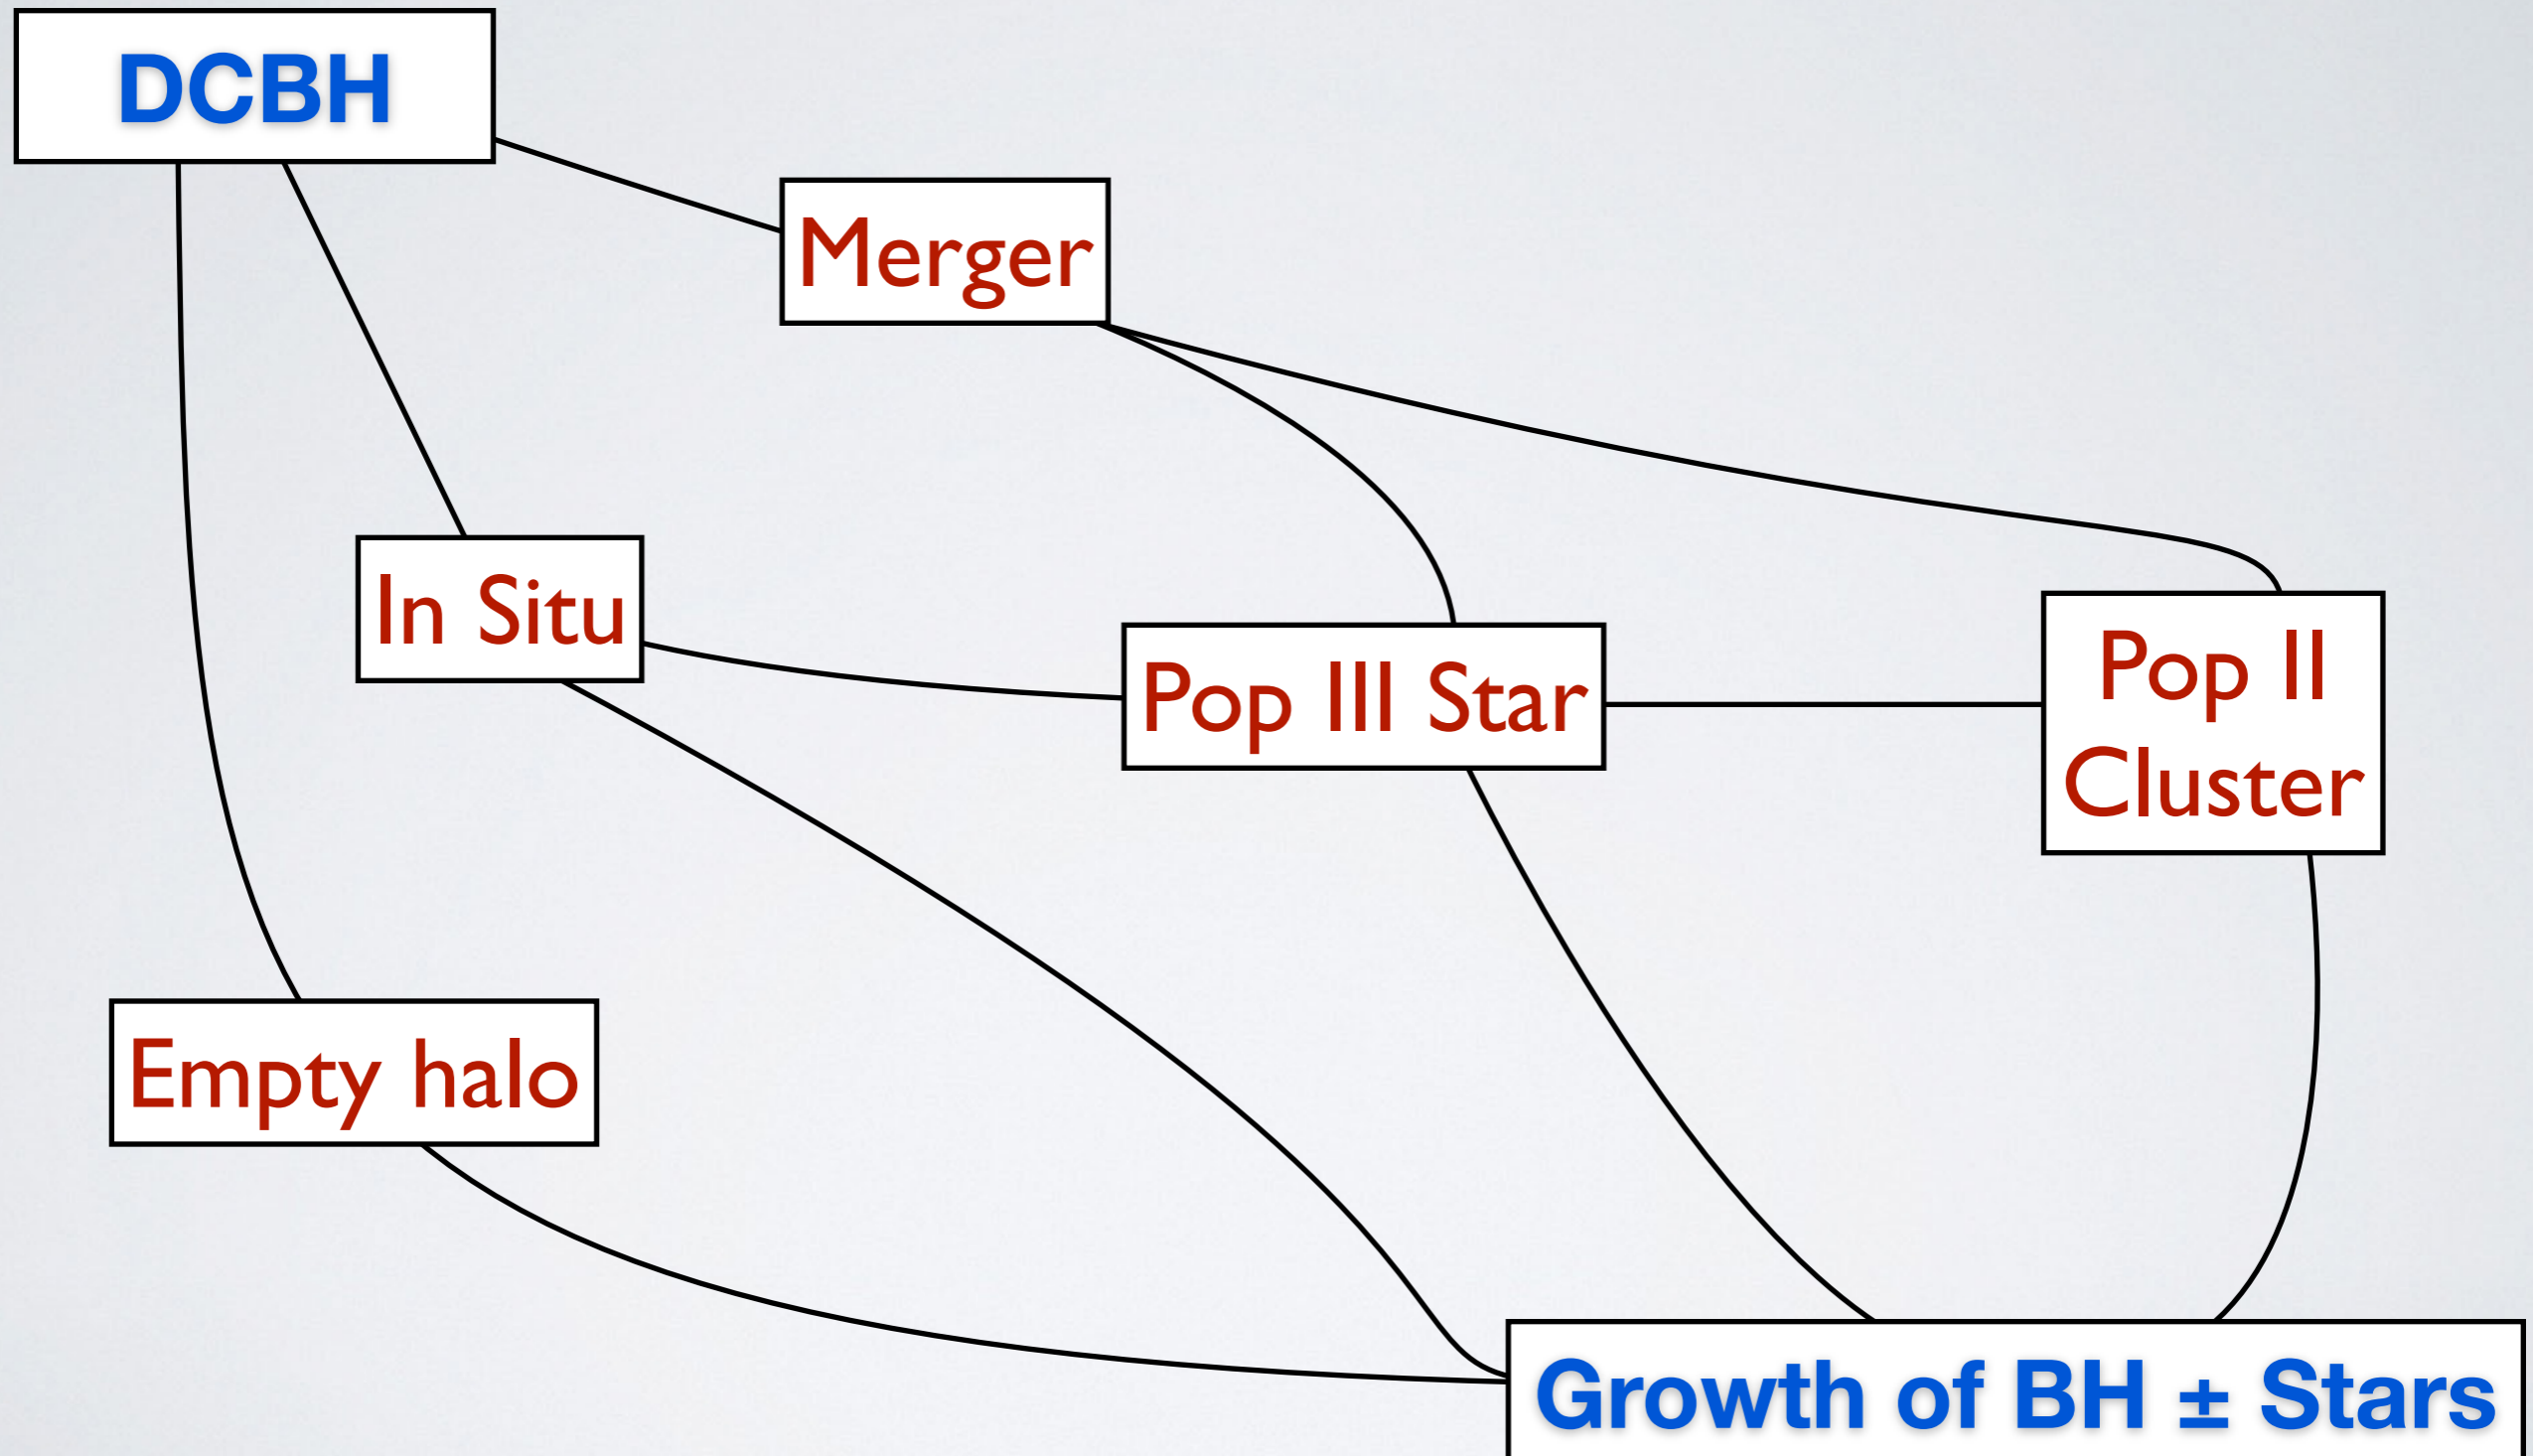 DCBH
Merger
In Situ
Pop III Star
Pop II
Cluster
Empty halo
Growth of BH ± Stars